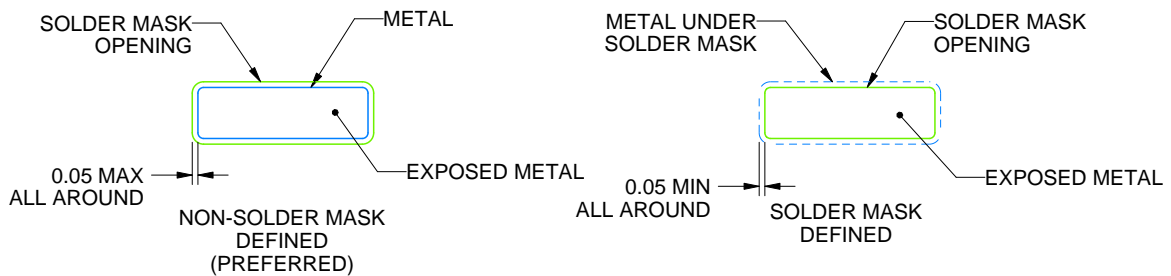 SOLDER MASK
OPENING
METAL
EXPOSED METAL
0.05 MAX
ALL AROUND
NON-SOLDER MASK
DEFINED
(PREFERRED)
METAL UNDER
SOLDER MASK
SOLDER MASK
OPENING
EXPOSED METAL
0.05 MIN
ALL AROUND
SOLDER MASK
DEFINED